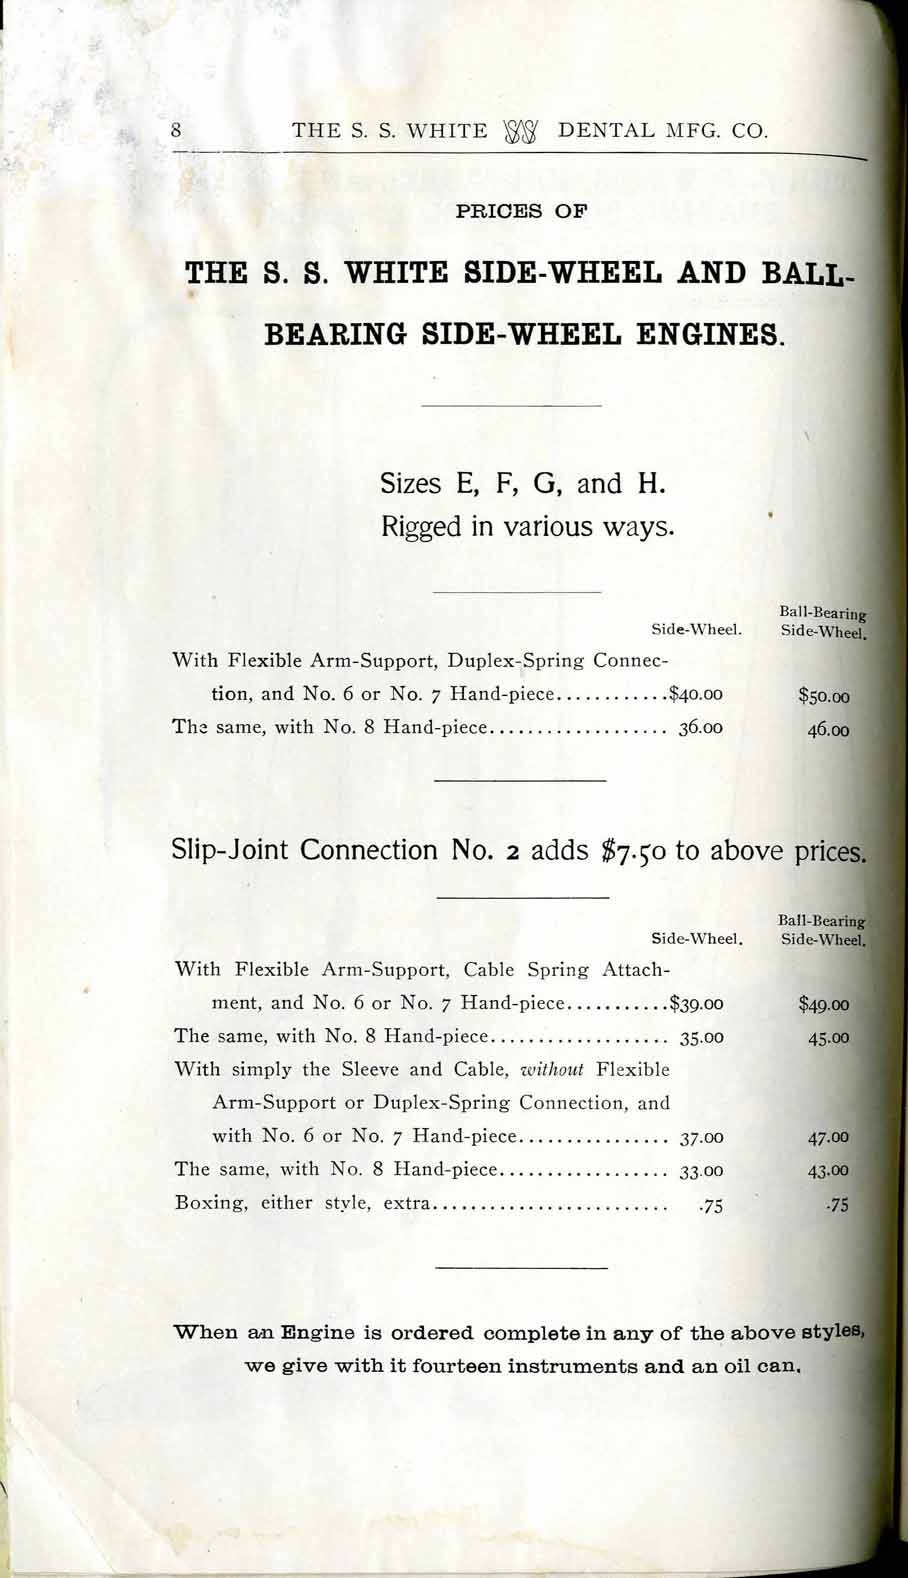 8 THE S. S. WHITE SSW DENTAL MFG. CO.
PRICES OF
THE S. S. WHITE SIDE-WHEEL AND BALL-
BEARING SIDE-WHEEL ENGINES.
Sizes E, F, G, and H.
Rigged in various ways.
Side-Wheel. Ball-Bearing Side-Wheel.
With Flexible Arm-Support, Duplex-Spring Connec-
tion, and No. 6 or No. 7 Hand-piece............$40.00 $50.00
The same, with No. 8 Hand-piece................... 36.00 46.00
Slip-Joint Connection No. 2 adds $7.50 to above prices.
Side-Wheel. Ball-Bearing Side-Wheel.
With Flexible Arm-Support, Cable Spring Attach-
ment, and No. 6 or No. 7 Hand-piece...........$39.00 $49.00
The same, with No. 8 Hand-piece................... 35.00 45.00
With simply the Sleeve and Cable, without Flexible
Arm-Support or Duplex-Spring Connection, and
with No. 6 or No. 7 Hand-piece................ 37.00 47.00
The same, with No. 8 Hand-piece.................. 33.00 43.00
Boxing, either style, extra......................... .75 .75
When an Engine is ordered complete in any of the above styles,
we give with it fourteen instruments and an oil can.